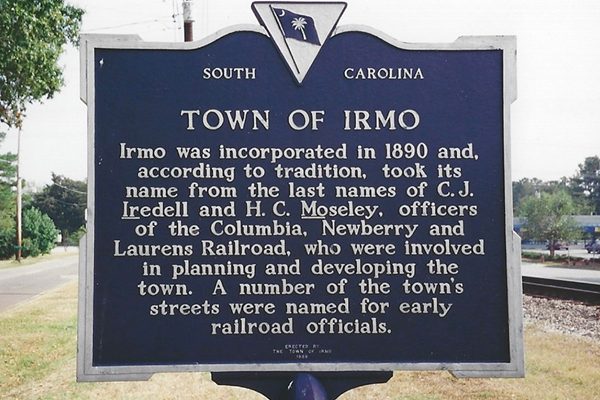 SOUTH CAROLINA
TOWN OF IRMO
Irmo was incorporated in 1890 and,
according to tradition, took its
name from the last names of C. J.
Iredell and H. C. Moseley, officers
of the Columbia, Newberry and
Laurens Railroad, who were involved
in planning and developing the
town. A number of the town's
streets were named for early
railroad officials.
ERECTED BY
THE TOWN OF IRMO